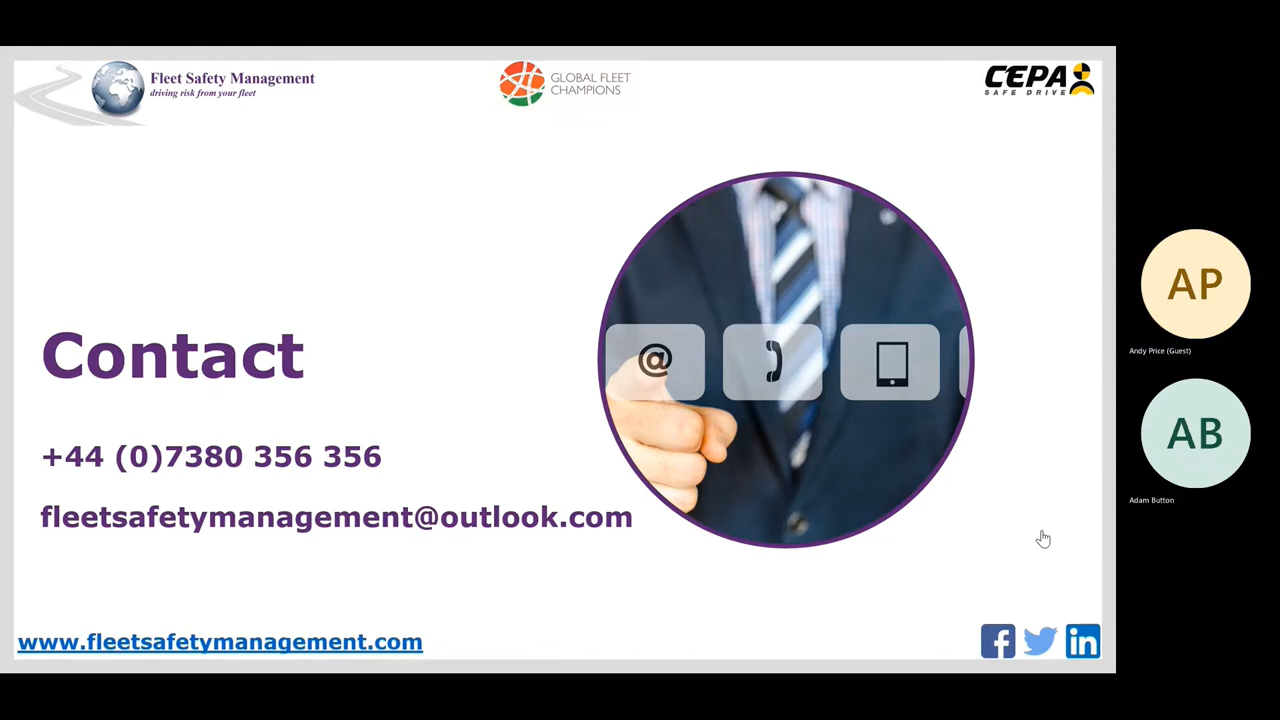 Fleet Safety Management
driving risk from your fleet
GLOBAL FLEET
CHAMPIONS
CEPA
SAFE DRIVE
@
Contact
+44 (0)7380 356 356
fleetsafetymanagement@outlook.com
www.fleetsafetymanagement.com
f
in
AP
Andy Price (Guest)
AB
Adam Button